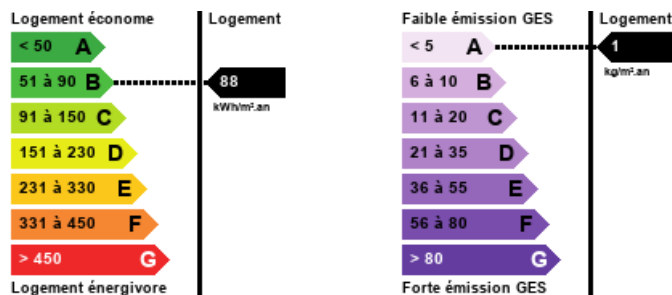 Logement économe
Logement
< 50 A
51 à 90 B
88
kWh/m².an
91 à 150 C
151 à 230 D
231 à 330 E
331 à 450 F
> 450 G
Logement énergivore
Faible émission GES
Logement
< 5 A
1
kg/m².an
6 à 10 B
11 à 20 C
21 à 35 D
36 à 55 E
56 à 80 F
> 80 G
Forte émission GES